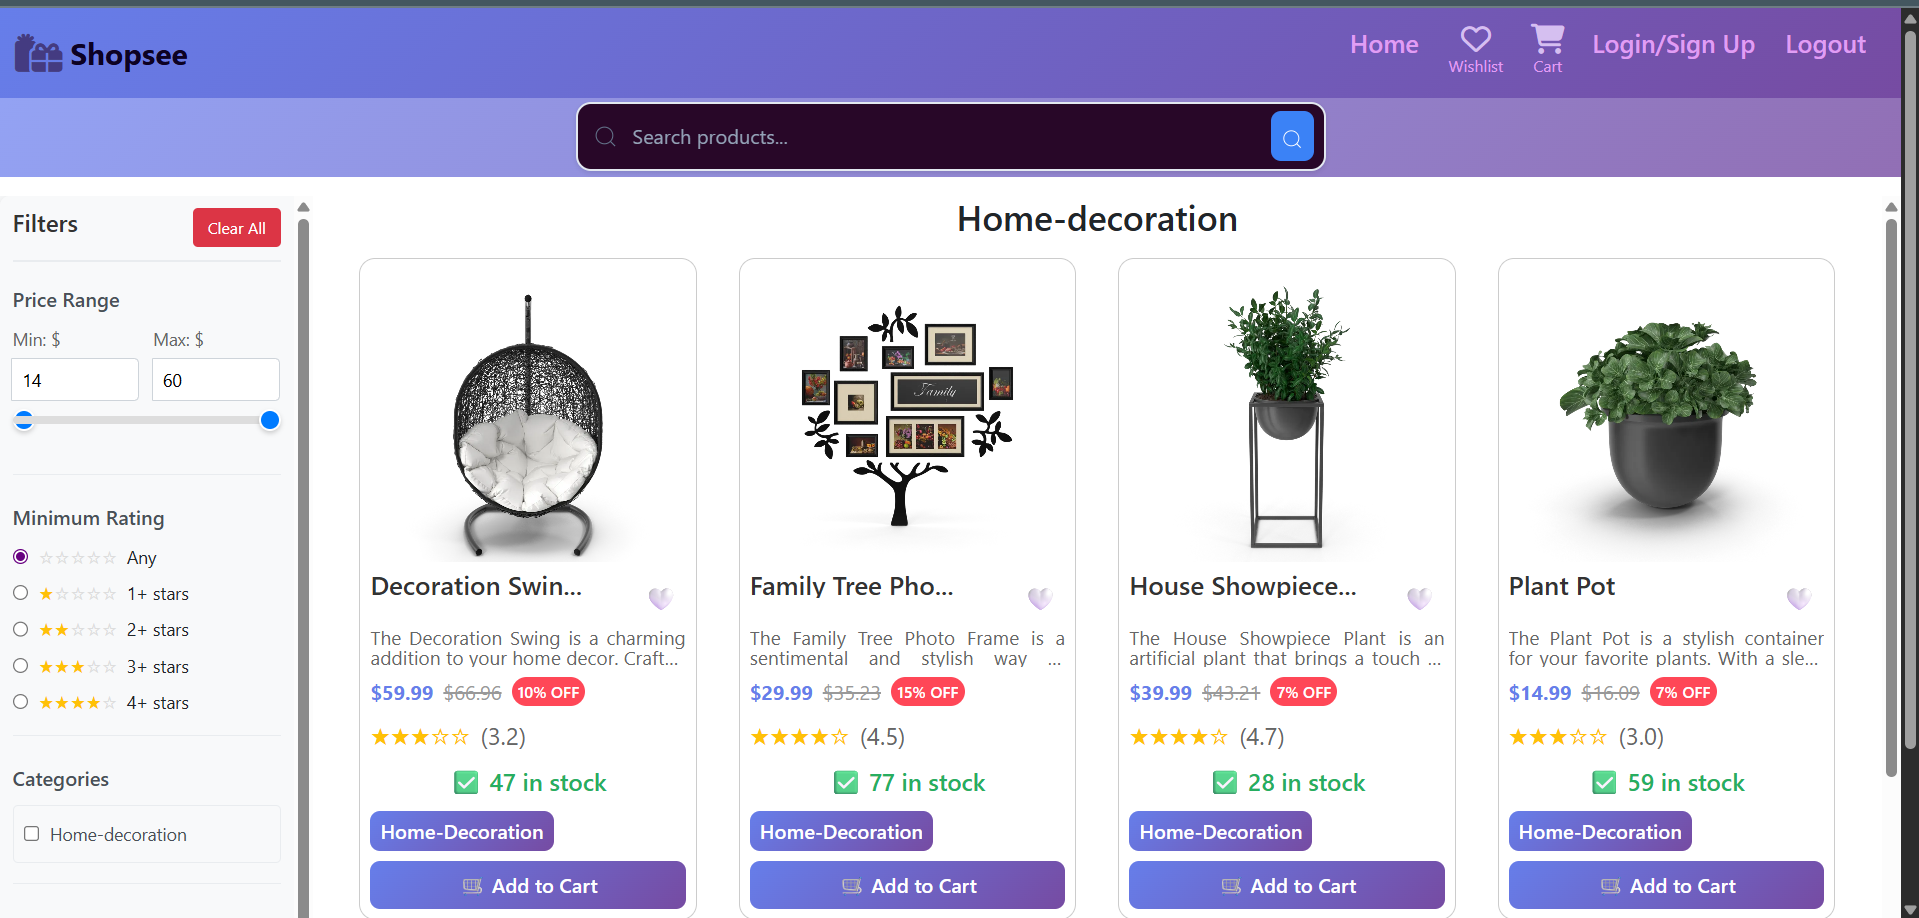 Shopsee
Home
Wishlist
Cart
Login/Sign Up
Logout
Search products...
Filters
Clear All
Price Range
Min: $
Max: $
14
60
Minimum Rating
☆☆☆☆☆ Any
★☆☆☆☆ 1+ stars
★★☆☆☆ 2+ stars
★★★☆☆ 3+ stars
★★★★☆ 4+ stars
Categories
Home-decoration
Home-decoration
Decoration Swin...
The Decoration Swing is a charming
addition to your home decor. Craft...
$59.99 $66.96 10% OFF
★★★☆☆ (3.2)
✅ 47 in stock
Home-Decoration
Add to Cart
Family
Family Tree Pho...
The Family Tree Photo Frame is a
sentimental and stylish way ...
$29.99 $35.23 15% OFF
★★★★☆ (4.5)
✅ 77 in stock
Home-Decoration
Add to Cart
House Showpiece...
The House Showpiece Plant is an
artificial plant that brings a touch ...
$39.99 $43.21 7% OFF
★★★★☆ (4.7)
✅ 28 in stock
Home-Decoration
Add to Cart
Plant Pot
The Plant Pot is a stylish container
for your favorite plants. With a sle...
$14.99 $16.09 7% OFF
★★★☆☆ (3.0)
✅ 59 in stock
Home-Decoration
Add to Cart